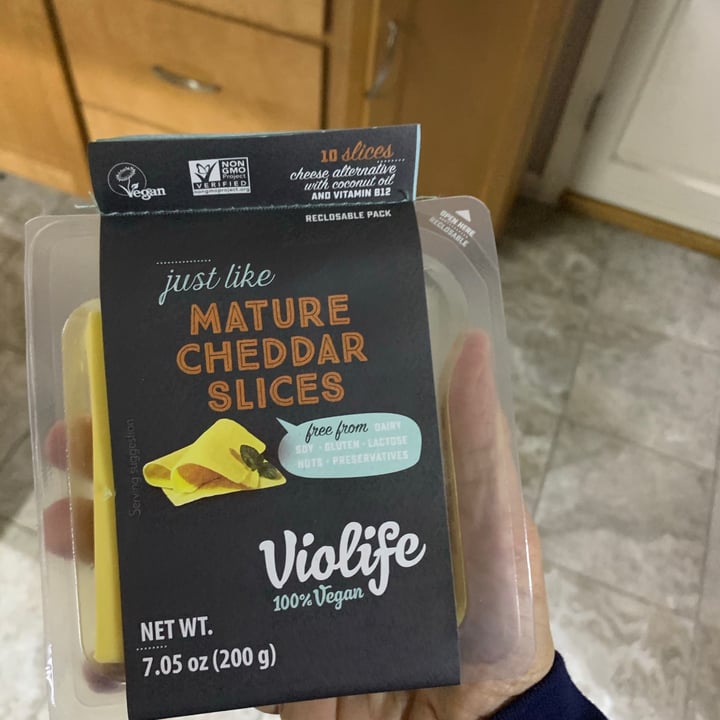 Vegan
NON
GMO
Project
VERIFIED
nongmoproject.org
10 slices
cheese alternative
with coconut oil
AND VITAMIN B12
RECLOSABLE PACK
OPEN HERE
RECLOSABLE
just like
MATURE
CHEDDAR
SLICES
free from DAIRY
SOY · GLUTEN · LACTOSE
NUTS · PRESERVATIVES
Serving suggestion
Violife
100% Vegan
NET WT.
7.05 oz (200 g)